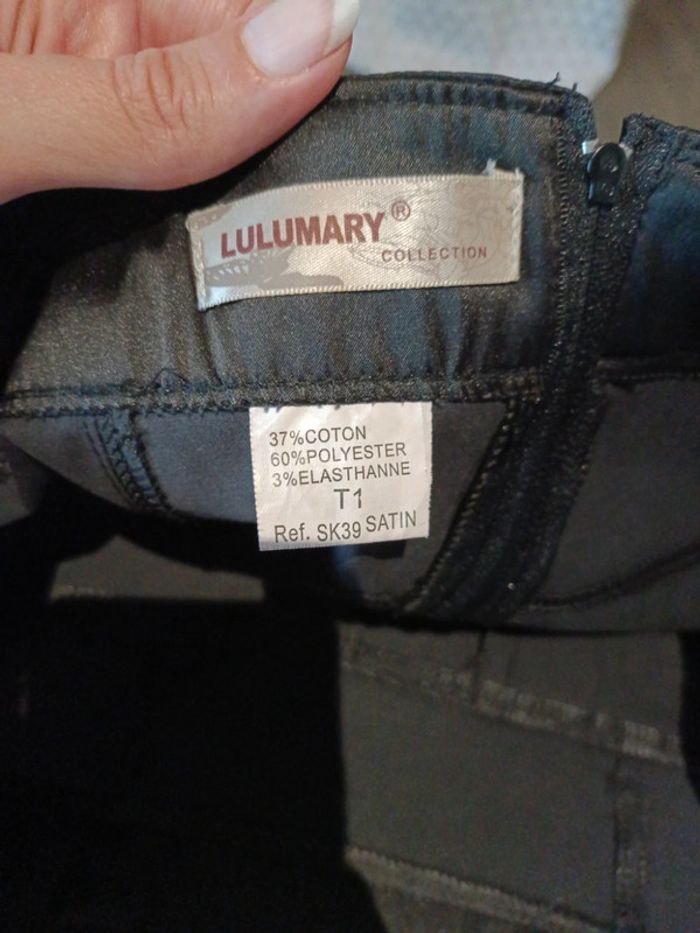 LULUMARY®
COLLECTION
37%COTON
60%POLYESTER
3%ELASTHANNE
T1
Ref. SK39 SATIN